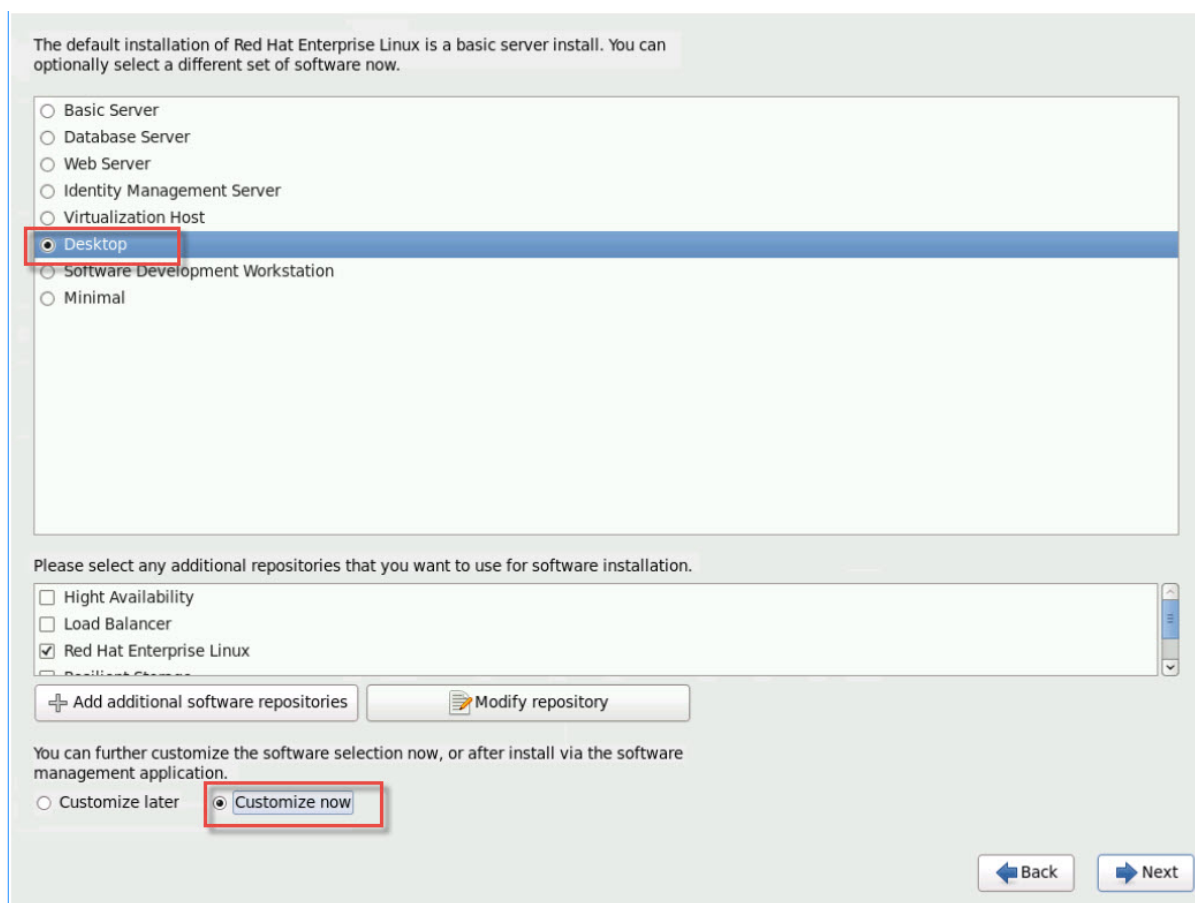 The default installation of Red Hat Enterprise Linux is a basic server install. You can
optionally select a different set of software now.
Basic Server
Database Server
Web Server
Identity Management Server
Virtualization Host
Desktop
Software Development Workstation
Minimal
Please select any additional repositories that you want to use for software installation.
Hight Availability
Load Balancer
Red Hat Enterprise Linux
Resilient Storage
Add additional software repositories
Modify repository
You can further customize the software selection now, or after install via the software
management application.
Customize later
Customize now
Back
Next